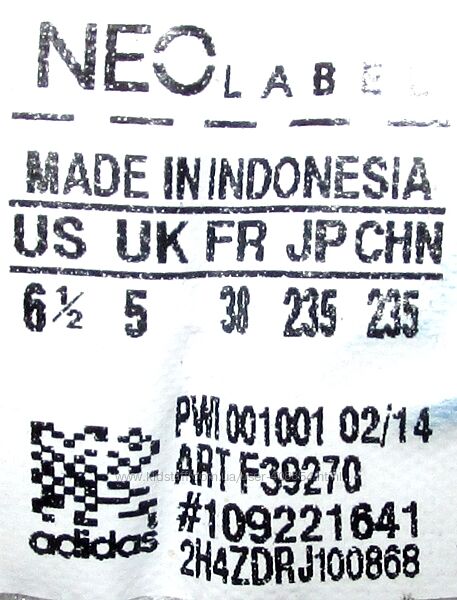 NEO LABEL
MADE IN INDONESIA
US UK FR JP CHN
6½ 5 38 235 235
PWI 001001 02/14
ART F39270
#109221641
2H4ZDRJ100868
adidas